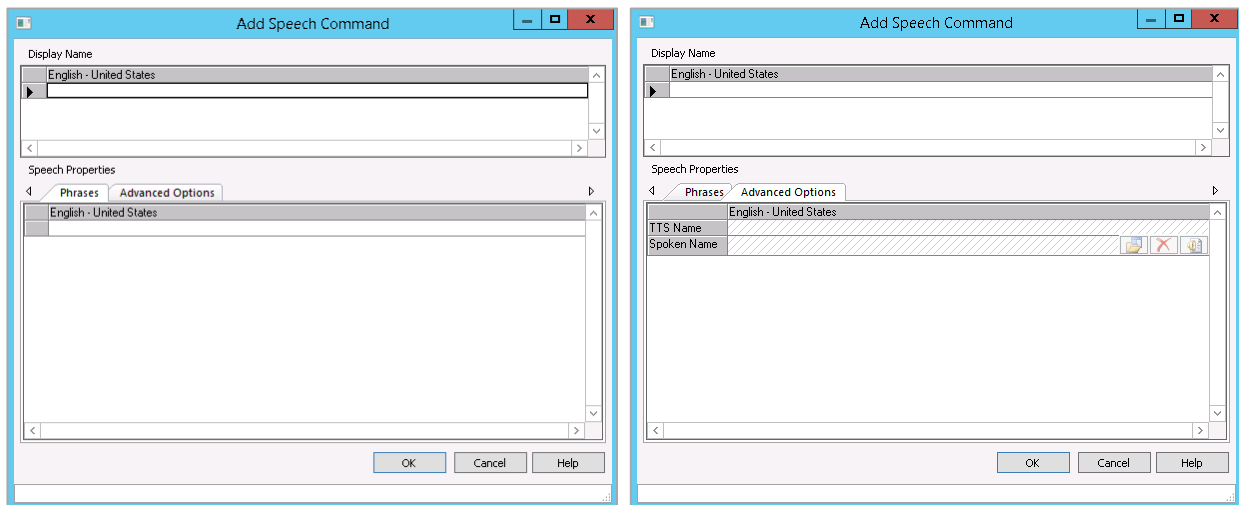 Add Speech Command
Display Name
English - United States
Speech Properties
Phrases Advanced Options
English - United States
OK Cancel Help
Add Speech Command
Display Name
English - United States
Speech Properties
Phrases Advanced Options
English - United States
TTS Name
Spoken Name
OK Cancel Help